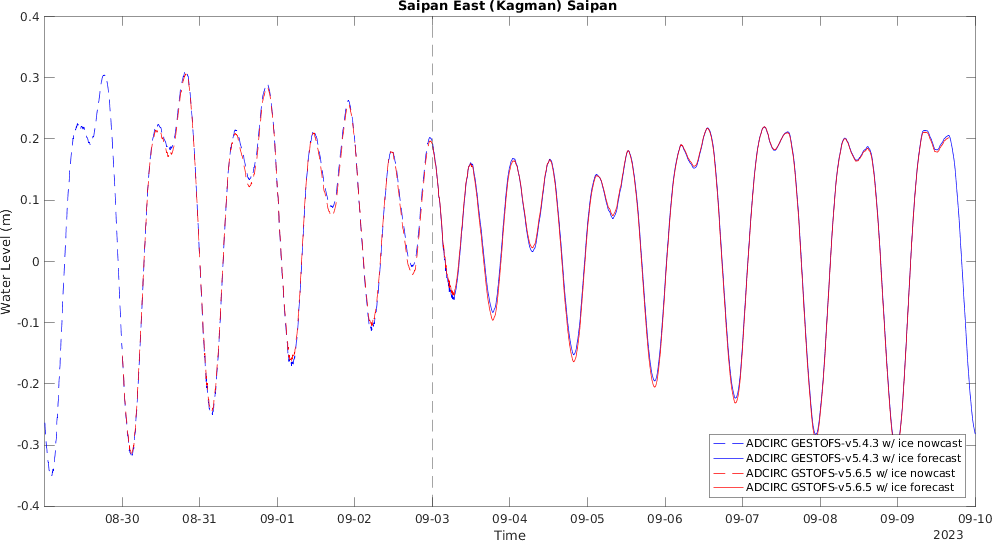 Saipan East (Kagman) Saipan
Water Level (m)
0.4
0.3
0.2
0.1
0
-0.1
-0.2
-0.3
-0.4
ADCIRC GESTOFS-v5.4.3 w/ ice nowcast
ADCIRC GESTOFS-v5.4.3 w/ ice forecast
ADCIRC GSTOFS-v5.6.5 w/ ice nowcast
ADCIRC GSTOFS-v5.6.5 w/ ice forecast
08-30 08-31 09-01 09-02 09-03 09-04 09-05 09-06 09-07 09-08 09-09 09-10
Time
2023